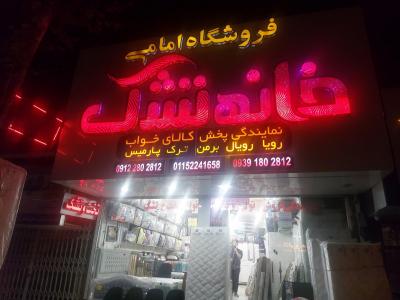 فروشگاه امامی
خانه تشک
نمایندگی پخش کالای خواب
رویا رویال برمن ترک پارمیس
0912 280 2812 01152241658 0939 180 2812